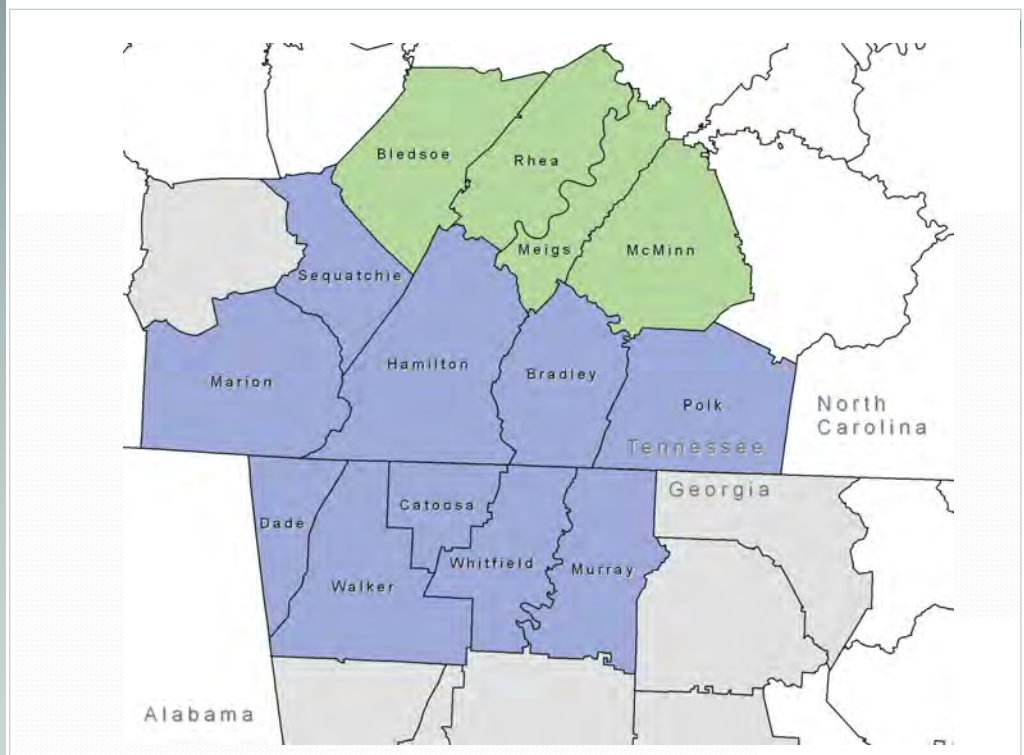 Bledsoe
Rhea
Meigs
McMinn
Sequatchie
Hamilton
Bradley
Marion
Polk
North
Carolina
Tennessee
Georgia
Catoosa
Dade
Whitfield
Murray
Walker
Alabama